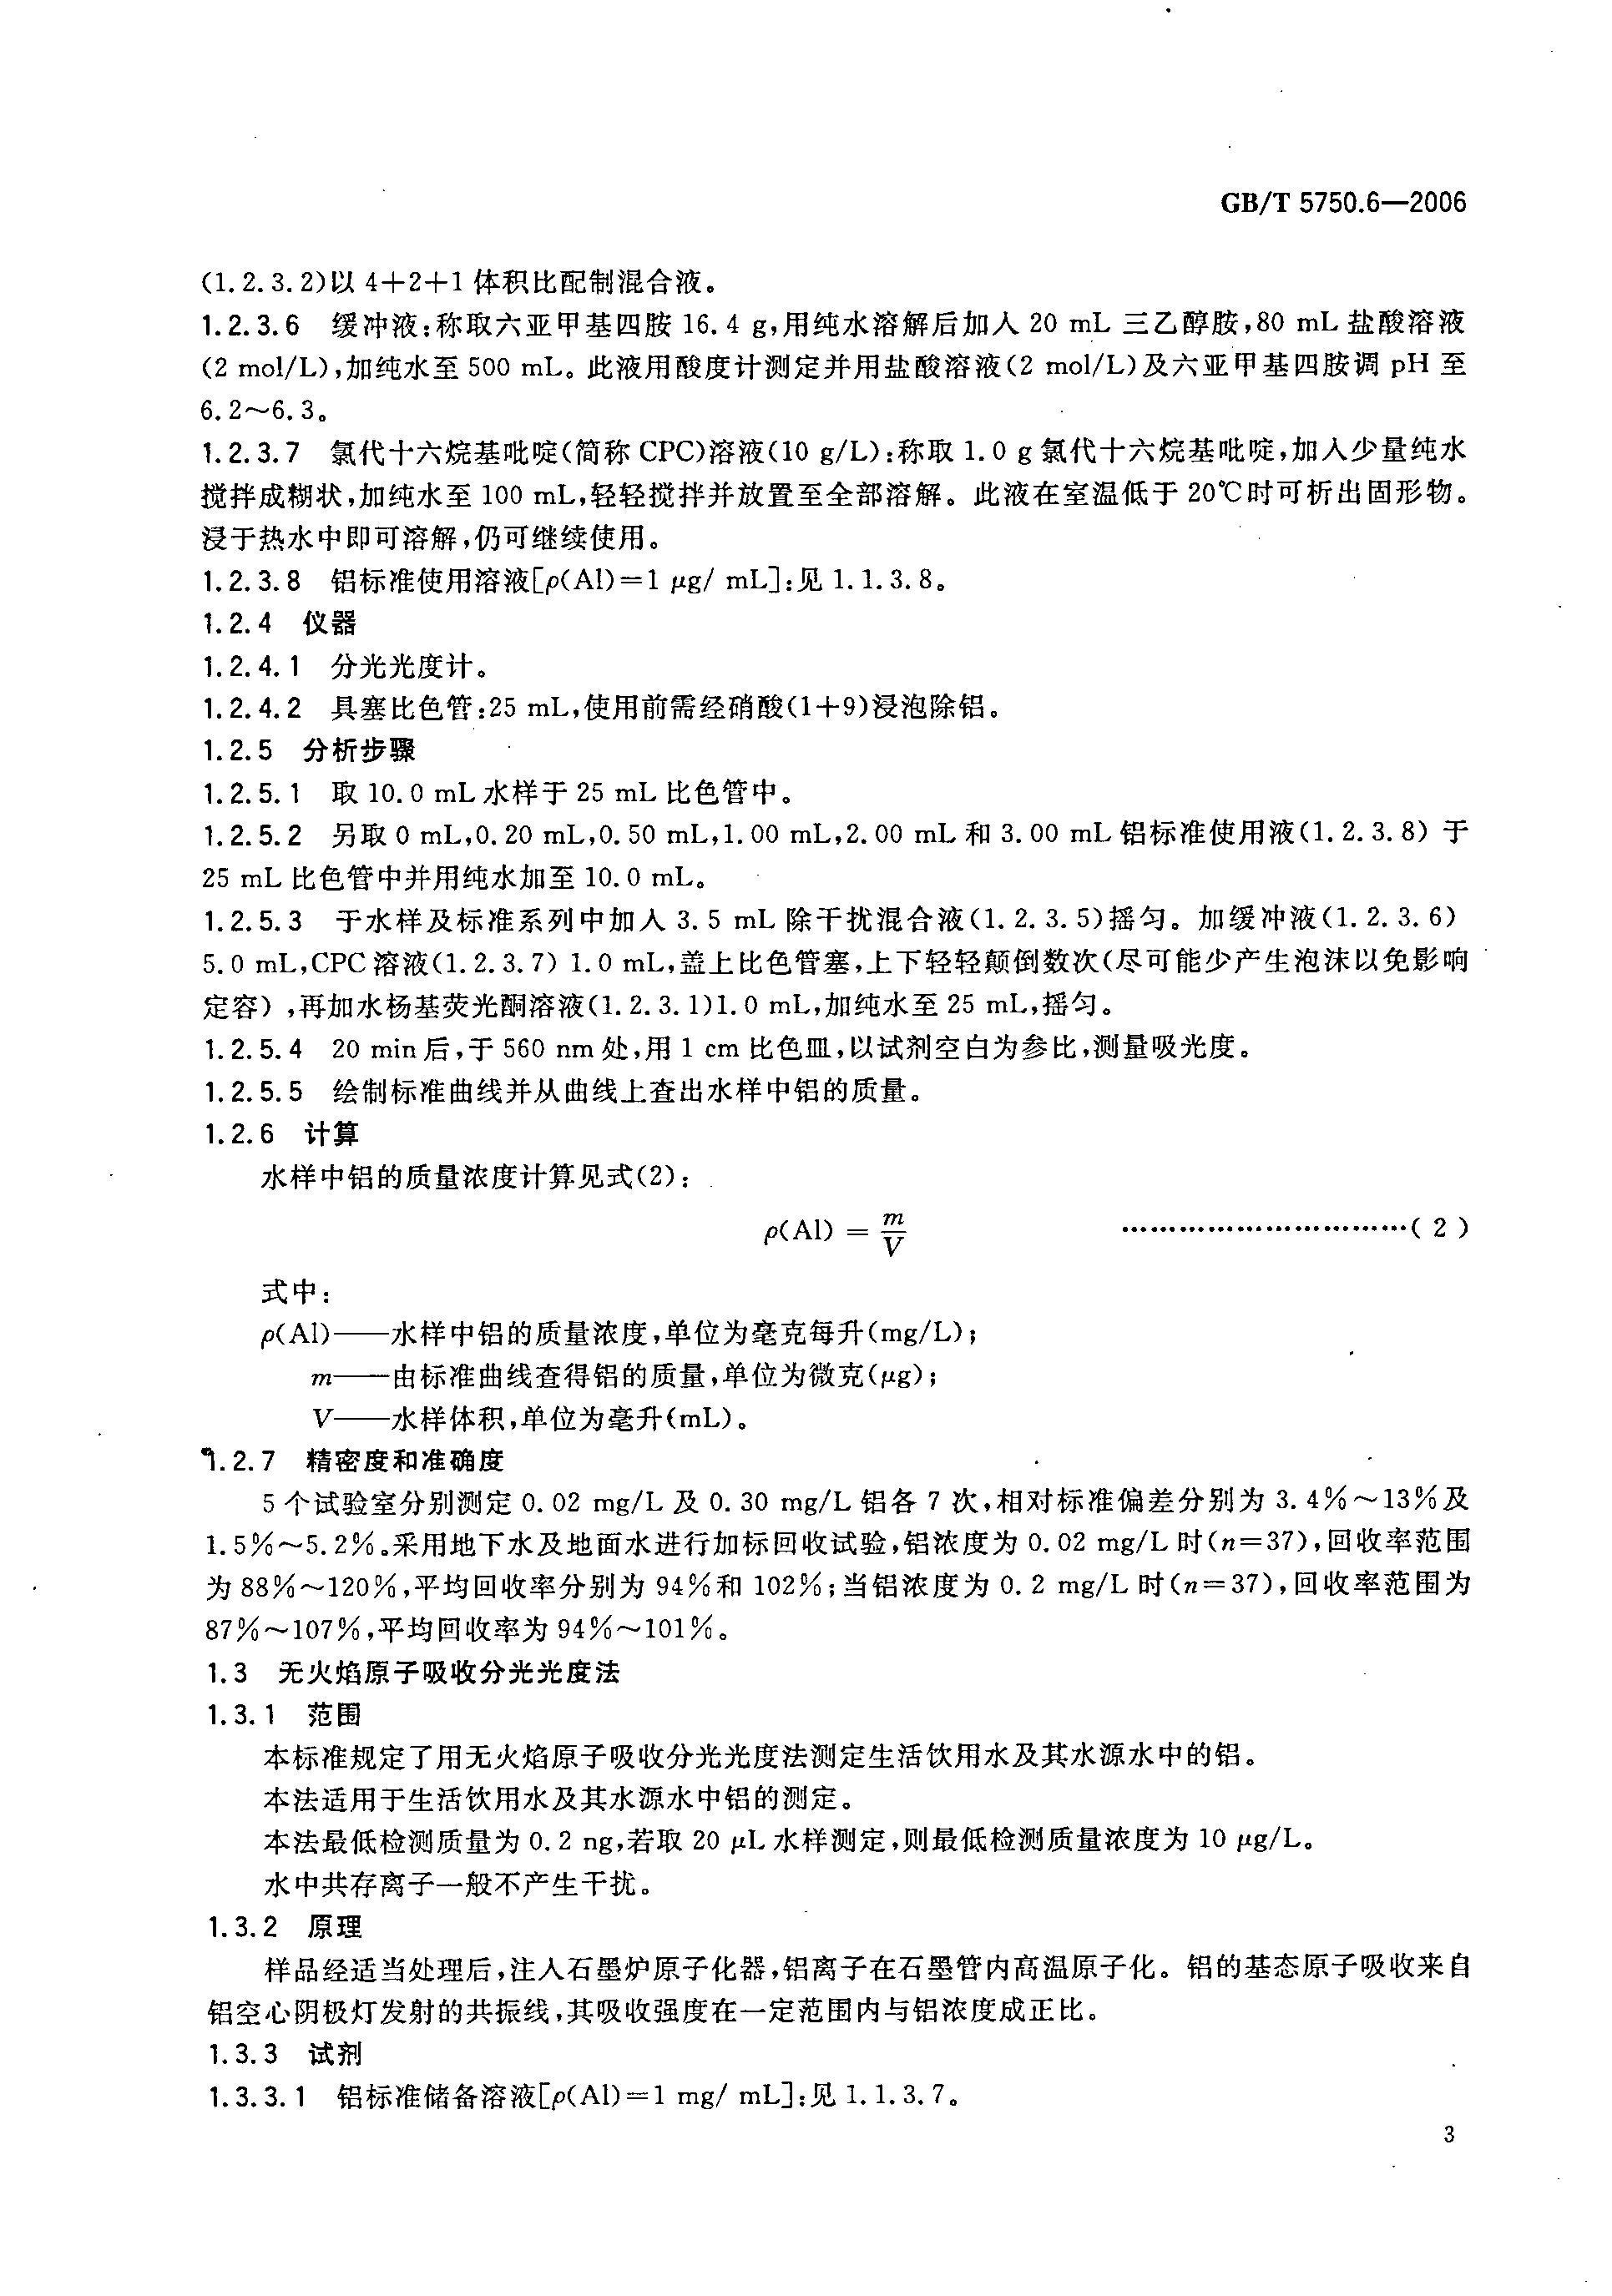 GB/T 5750.6—2006
(1.2.3.2)以 4+2+1 体积比配制混合液。
1.2.3.6 缓冲液:称取六亚甲基四胺 16.4 g,用纯水溶解后加入 20 mL 三乙醇胺,80 mL 盐酸溶液
(2 mol/L),加纯水至 500 mL。此液用酸度计测定并用盐酸溶液(2 mol/L)及六亚甲基四胺调 pH 至
6.2～6.3。
1.2.3.7 氯代十六烷基吡啶(简称 CPC)溶液(10 g/L):称取 1.0 g 氯代十六烷基吡啶,加入少量纯水
搅拌成糊状,加纯水至 100 mL,轻轻搅拌并放置至全部溶解。此液在室温低于 20℃时可析出固形物。
浸于热水中即可溶解,仍可继续使用。
1.2.3.8 铝标准使用溶液[ρ(Al)=1 μg/ mL]:见 1.1.3.8。
1.2.4 仪器
1.2.4.1 分光光度计。
1.2.4.2 具塞比色管:25 mL,使用前需经硝酸(1+9)浸泡除铝。
1.2.5 分析步骤
1.2.5.1 取 10.0 mL 水样于 25 mL 比色管中。
1.2.5.2 另取 0 mL,0.20 mL,0.50 mL,1.00 mL,2.00 mL 和 3.00 mL 铝标准使用液(1.2.3.8) 于
25 mL 比色管中并用纯水加至 10.0 mL。
1.2.5.3 于水样及标准系列中加入 3.5 mL 除干扰混合液(1.2.3.5)摇匀。加缓冲液(1.2.3.6)
5.0 mL,CPC 溶液(1.2.3.7) 1.0 mL,盖上比色管塞,上下轻轻颠倒数次(尽可能少产生泡沫以免影响
定容),再加水杨基荧光酮溶液(1.2.3.1)1.0 mL,加纯水至 25 mL,摇匀。
1.2.5.4 20 min 后,于 560 nm 处,用 1 cm 比色皿,以试剂空白为参比,测量吸光度。
1.2.5.5 绘制标准曲线并从曲线上查出水样中铝的质量。
1.2.6 计算
水样中铝的质量浓度计算见式(2):
ρ(Al) = m/V ……………………………( 2 )
式中:
ρ(Al)——水样中铝的质量浓度,单位为毫克每升(mg/L);
m——由标准曲线查得铝的质量,单位为微克(μg);
V——水样体积,单位为毫升(mL)。
1.2.7 精密度和准确度
5 个试验室分别测定 0.02 mg/L 及 0.30 mg/L 铝各 7 次,相对标准偏差分别为 3.4%～13%及
1.5%～5.2%。采用地下水及地面水进行加标回收试验,铝浓度为 0.02 mg/L 时(n=37),回收率范围
为 88%～120%,平均回收率分别为 94%和 102%;当铝浓度为 0.2 mg/L 时(n=37),回收率范围为
87%～107%,平均回收率为 94%～101%。
1.3 无火焰原子吸收分光光度法
1.3.1 范围
本标准规定了用无火焰原子吸收分光光度法测定生活饮用水及其水源水中的铝。
本法适用于生活饮用水及其水源水中铝的测定。
本法最低检测质量为 0.2 ng,若取 20 μL 水样测定,则最低检测质量浓度为 10 μg/L。
水中共存离子一般不产生干扰。
1.3.2 原理
样品经适当处理后,注入石墨炉原子化器,铝离子在石墨管内高温原子化。铝的基态原子吸收来自
铝空心阴极灯发射的共振线,其吸收强度在一定范围内与铝浓度成正比。
1.3.3 试剂
1.3.3.1 铝标准储备溶液[ρ(Al)=1 mg/ mL]:见 1.1.3.7。
3